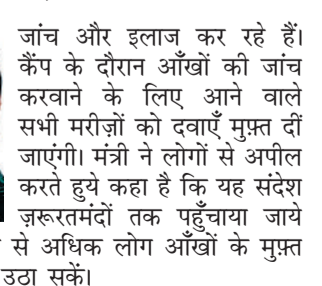 जांच और इलाज कर रहे हैं।
कैंप के दौरान आँखों की जांच
करवाने के लिए आने वाले
सभी मरीज़ों को दवाएँ मुफ़्त दीं
जाएंगी। मंत्री ने लोगों से अपील
करते हुये कहा है कि यह संदेश
ज़रूरतमंदों तक पहुँचाया जाये
से अधिक लोग आँखों के मुफ़्त
उठा सकें।